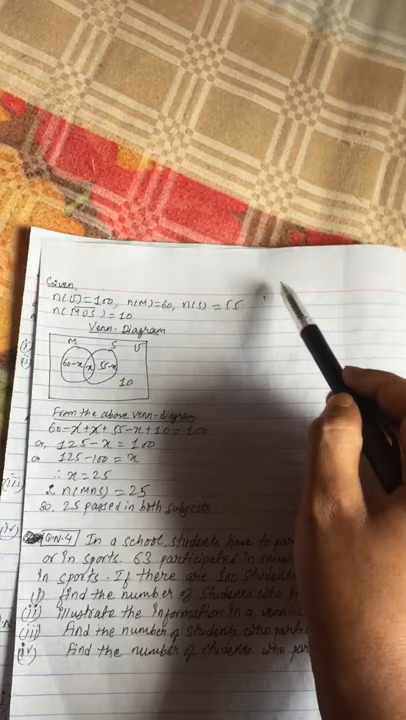 Given,
n(U)=100, n(M)=60, n(S)=55
n(M∪S)=10
Venn-Diagram
M S U
60-x x 55-x
10
From the above venn-diagram
60-x+x+55-x+10=100
or, 125-x=100
or 125-100=x
∴ x=25
∴ n(M∩S)=25
So, 25 passed in both subjects
Q.N.4 In a school, students have to par
or in sports. 63 participated in
in sports. If there are 100 students
i) find the number of students who
(ii) illustrate the information in a venn-
(iii) find the number of students who parti
iv) Find the number of students who par